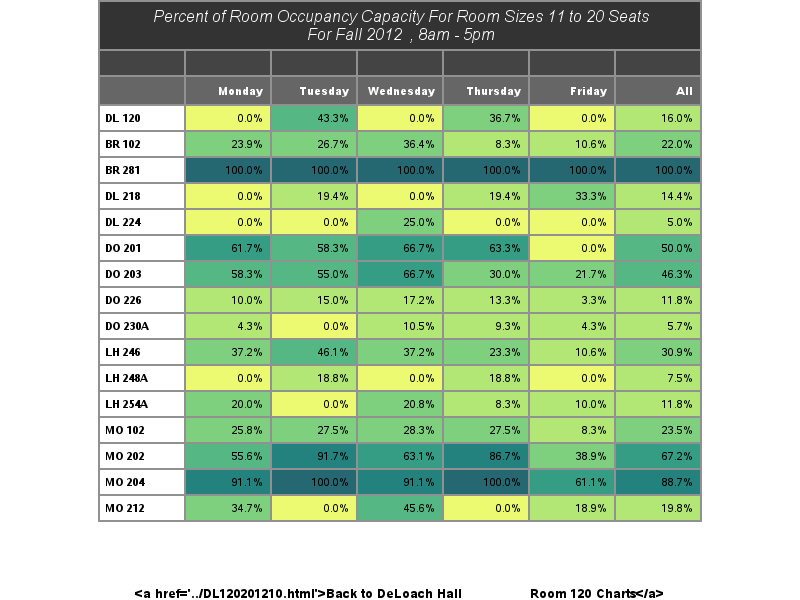 Percent of Room Occupancy Capacity For Room Sizes 11 to 20 Seats
For Fall 2012 , 8am - 5pm
Monday Tuesday Wednesday Thursday Friday All
DL 120 0.0% 43.3% 0.0% 36.7% 0.0% 16.0%
BR 102 23.9% 26.7% 36.4% 8.3% 10.6% 22.0%
BR 281 100.0% 100.0% 100.0% 100.0% 100.0% 100.0%
DL 218 0.0% 19.4% 0.0% 19.4% 33.3% 14.4%
DL 224 0.0% 0.0% 25.0% 0.0% 0.0% 5.0%
DO 201 61.7% 58.3% 66.7% 63.3% 0.0% 50.0%
DO 203 58.3% 55.0% 66.7% 30.0% 21.7% 46.3%
DO 226 10.0% 15.0% 17.2% 13.3% 3.3% 11.8%
DO 230A 4.3% 0.0% 10.5% 9.3% 4.3% 5.7%
LH 246 37.2% 46.1% 37.2% 23.3% 10.6% 30.9%
LH 248A 0.0% 18.8% 0.0% 18.8% 0.0% 7.5%
LH 254A 20.0% 0.0% 20.8% 8.3% 10.0% 11.8%
MO 102 25.8% 27.5% 28.3% 27.5% 8.3% 23.5%
MO 202 55.6% 91.7% 63.1% 86.7% 38.9% 67.2%
MO 204 91.1% 100.0% 91.1% 100.0% 61.1% 88.7%
MO 212 34.7% 0.0% 45.6% 0.0% 18.9% 19.8%
<a href='../DL120201210.html'>Back to DeLoach Hall Room 120 Charts</a>